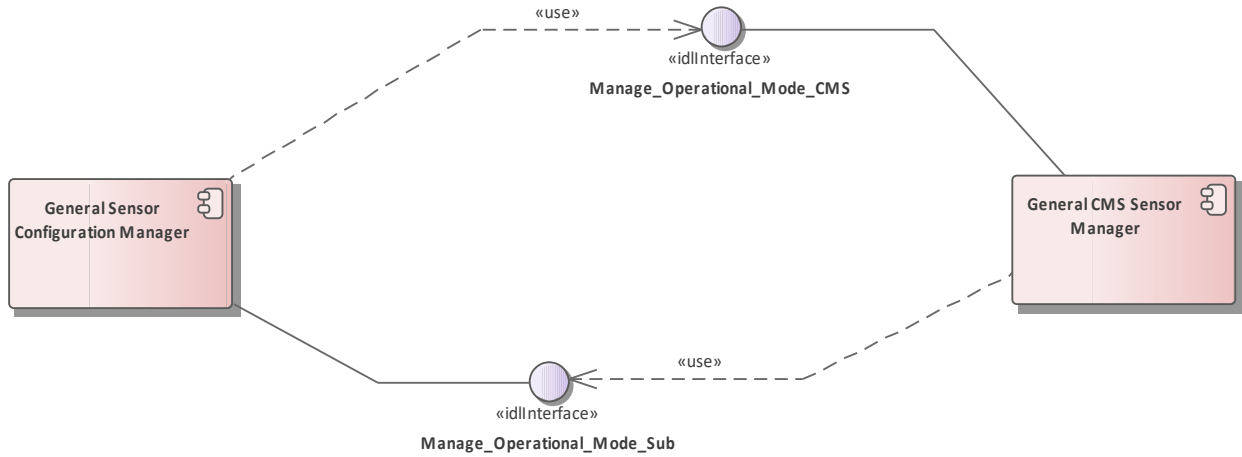 «use»
«idlInterface»
Manage_Operational_Mode_CMS
General Sensor
Configuration Manager
General CMS Sensor
Manager
«use»
«idlInterface»
Manage_Operational_Mode_Sub